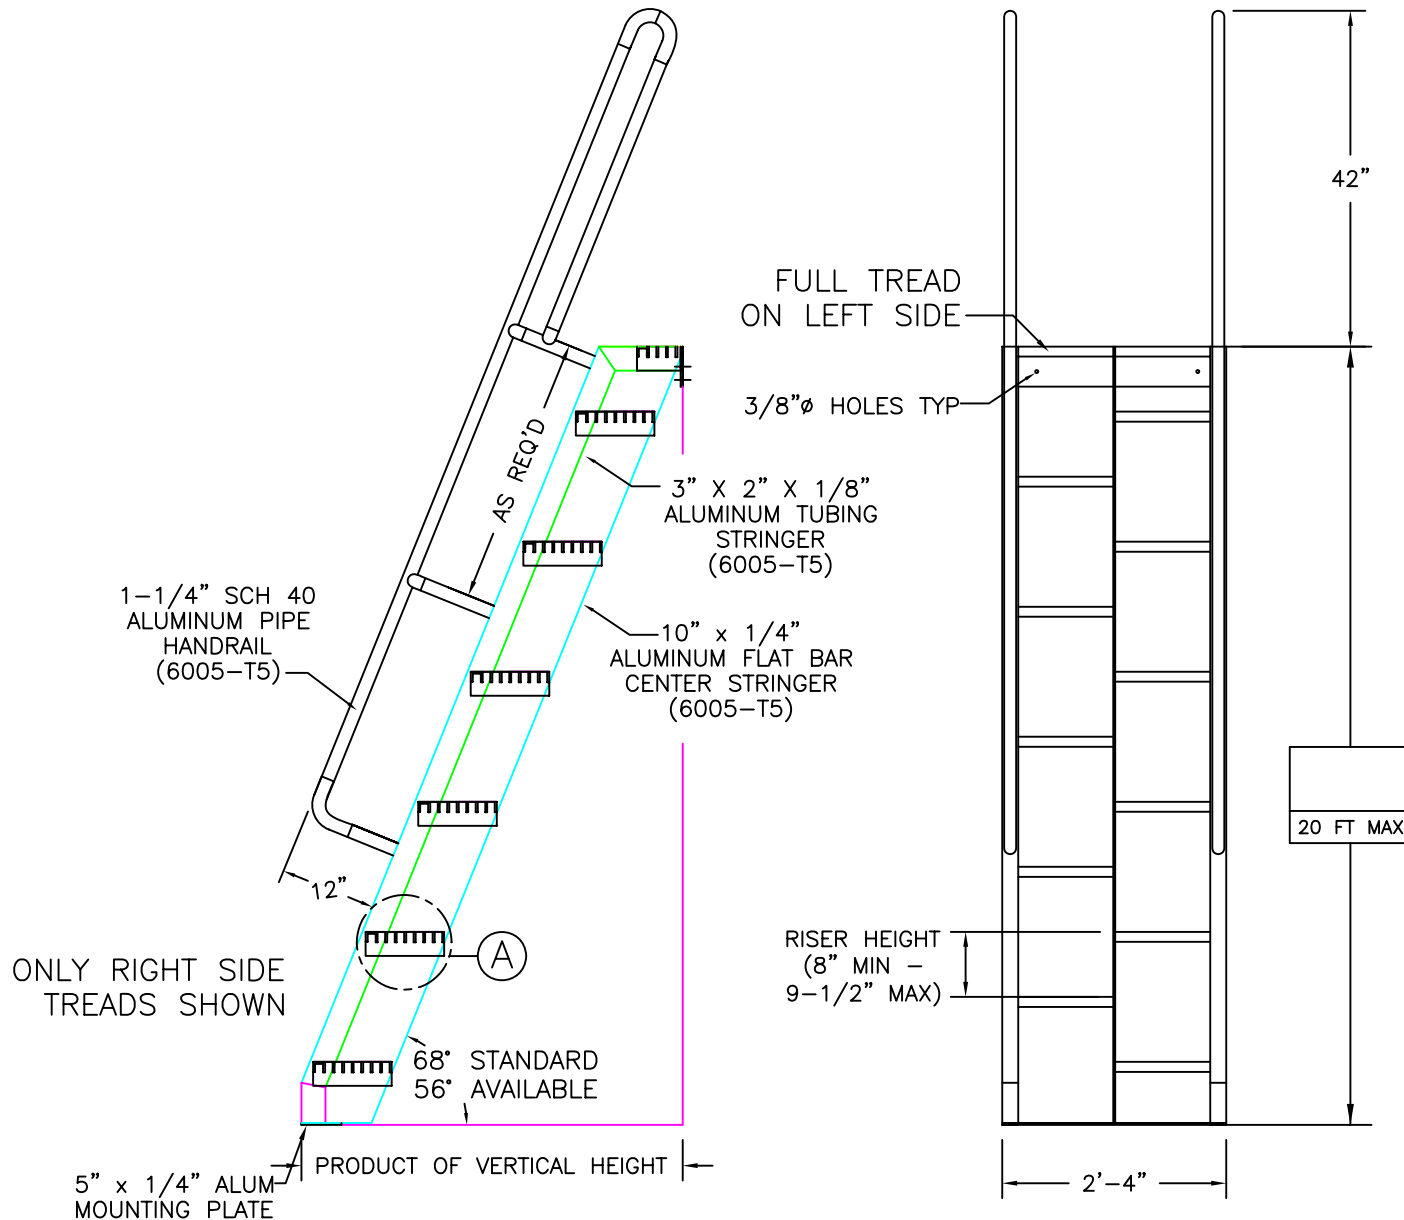 42”
FULL TREAD
ON LEFT SIDE
3/8”ø HOLES TYP
AS REQ'D
3” X 2” X 1/8”
ALUMINUM TUBING
STRINGER
(6005-T5)
1-1/4” SCH 40
ALUMINUM PIPE
HANDRAIL
(6005-T5)
10” x 1/4”
ALUMINUM FLAT BAR
CENTER STRINGER
(6005-T5)
20 FT MAX
12”
A
RISER HEIGHT
(8” MIN -
9-1/2” MAX)
ONLY RIGHT SIDE
TREADS SHOWN
68° STANDARD
56° AVAILABLE
PRODUCT OF VERTICAL HEIGHT
5” x 1/4” ALUM
MOUNTING PLATE
2'-4”